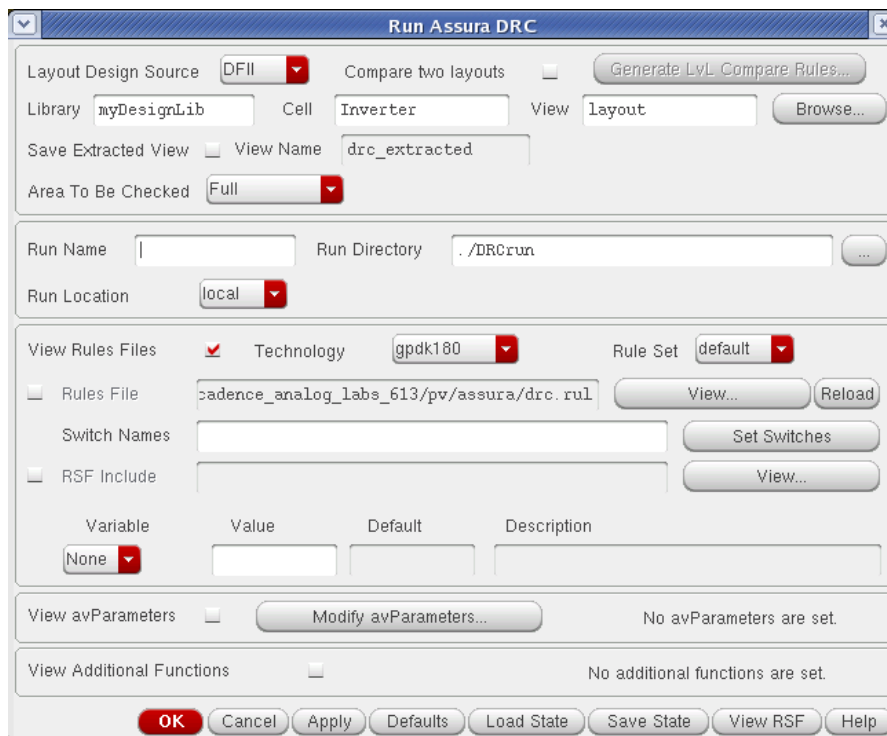 Run Assura DRC
Layout Design Source DFII Compare two layouts Generate LvL Compare Rules...
Library myDesignLib Cell Inverter View layout Browse...
Save Extracted View View Name drc_extracted
Area To Be Checked Full
Run Name Run Directory ./DRCrun ...
Run Location local
View Rules Files Technology gpdk180 Rule Set default
Rules File cadence_analog_labs_613/pv/assura/drc.rul View... Reload
Switch Names Set Switches
RSF Include View...
Variable Value Default Description
None
View avParameters Modify avParameters... No avParameters are set.
View Additional Functions No additional functions are set.
OK Cancel Apply Defaults Load State Save State View RSF Help